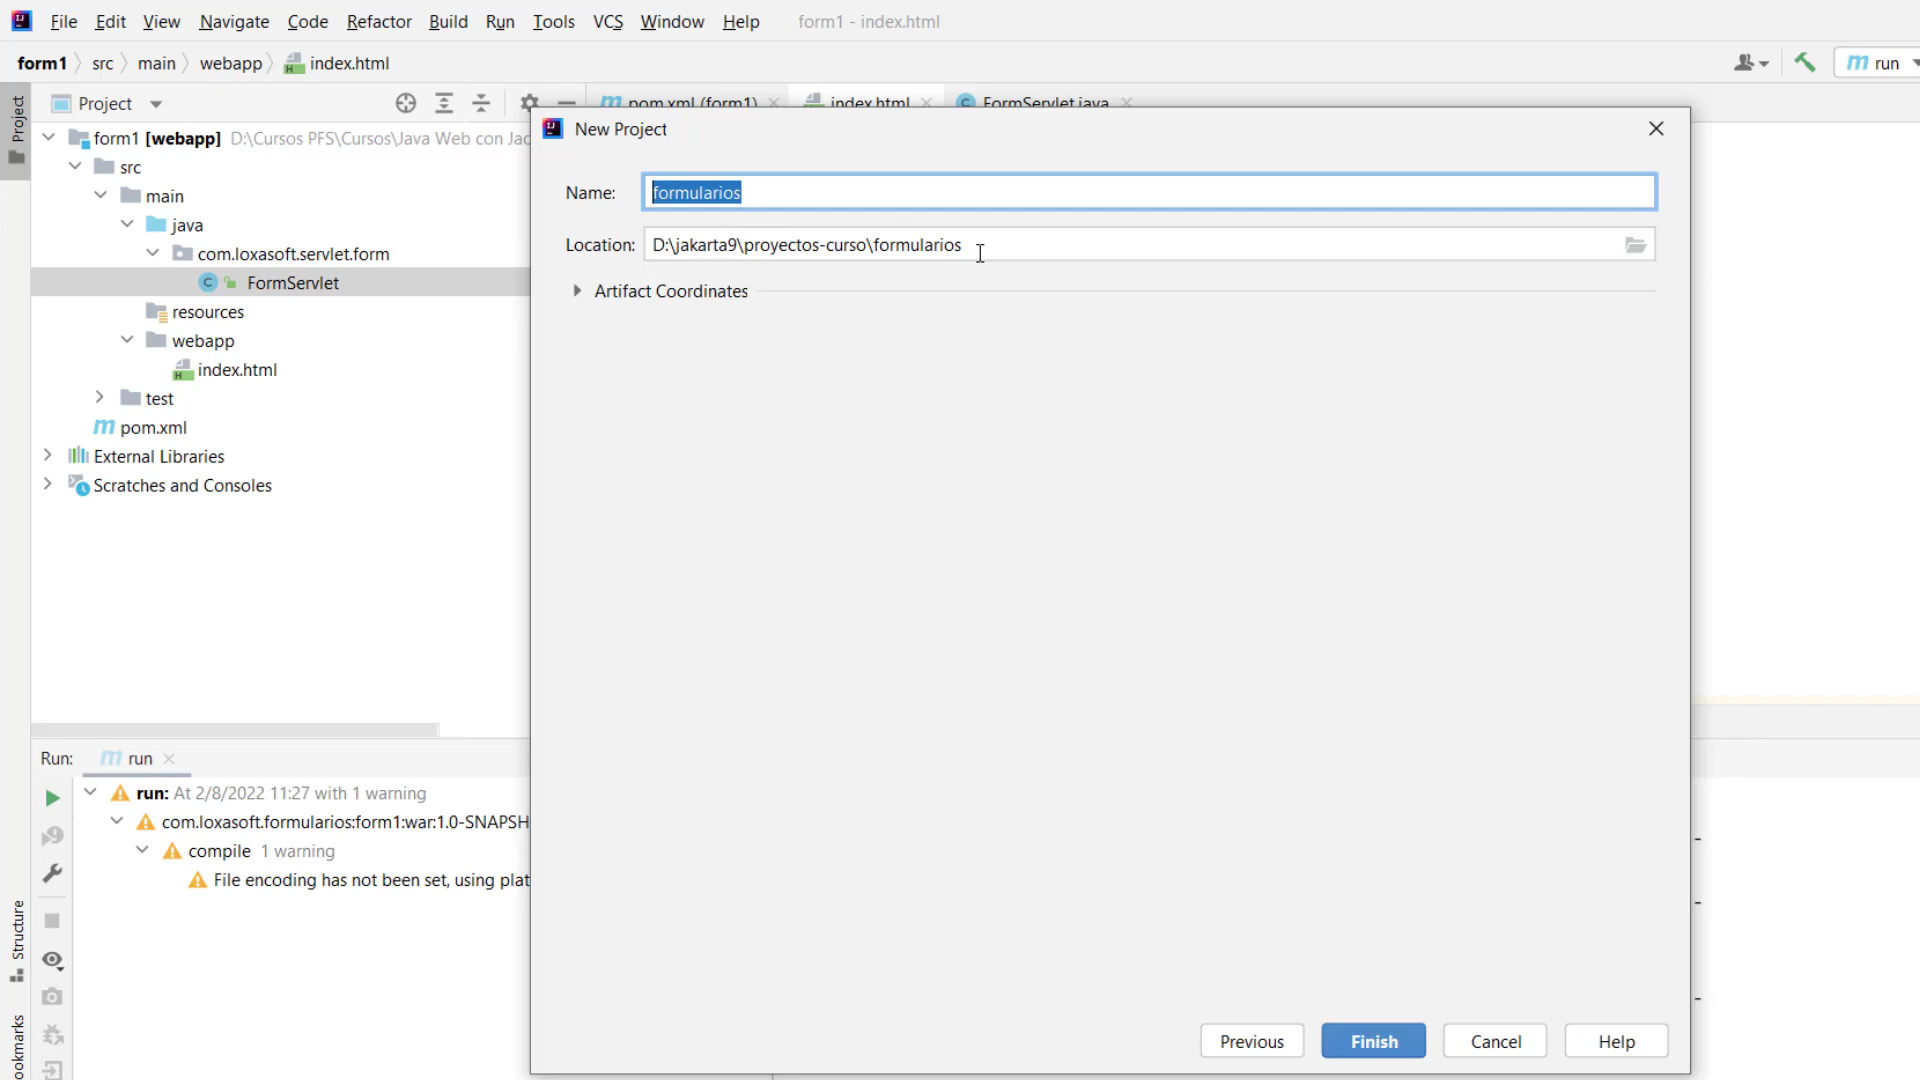 File Edit View Navigate Code Refactor Build Run Tools VCS Window Help form1 - index.html
form1 src main webapp index.html
run
Project
Project
pom.xml (form1) index.html FormServlet.java
form1 [webapp] D:\Cursos PFS\Cursos\Java Web con Jac
src
main
java
com.loxasoft.servlet.form
FormServlet
resources
webapp
index.html
test
pom.xml
External Libraries
Scratches and Consoles
New Project
Name: formularios
Location: D:\jakarta9\proyectos-curso\formularios
Artifact Coordinates
Previous Finish Cancel Help
Run: run
run: At 2/8/2022 11:27 with 1 warning
com.loxasoft.formularios:form1:war:1.0-SNAPSH
compile 1 warning
File encoding has not been set, using plat
Structure
ookmarks